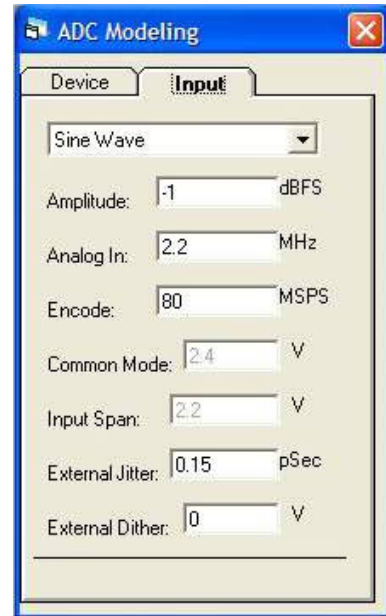 ADC Modeling
Device Input
Sine Wave
Amplitude: -1 dBFS
Analog In: 2.2 MHz
Encode: 80 MSPS
Common Mode: 2.4 V
Input Span: 2.2 V
External Jitter: 0.15 pSec
External Dither: 0 V